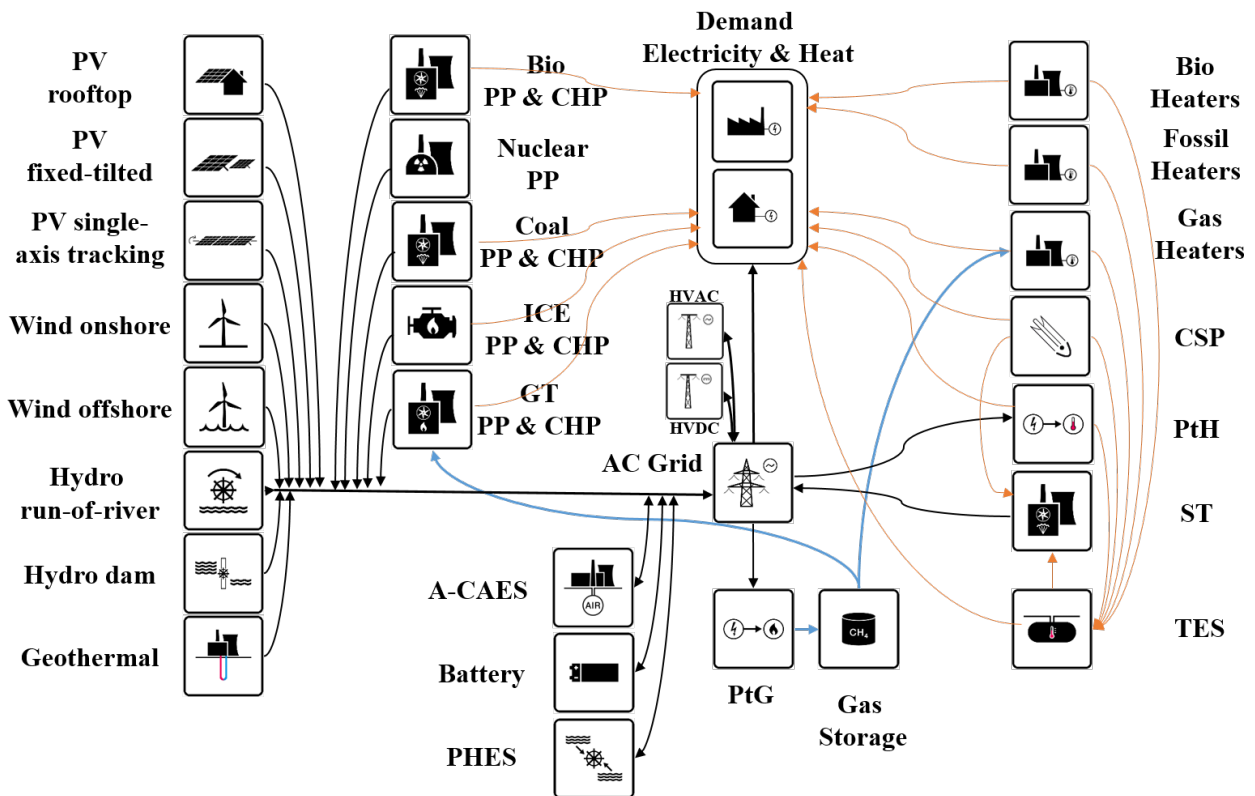 PV
rooftop
PV
fixed-tilted
PV single-
axis tracking
Wind onshore
Wind offshore
Hydro
run-of-river
Hydro dam
Geothermal
Bio
PP & CHP
Nuclear
PP
Coal
PP & CHP
ICE
PP & CHP
GT
PP & CHP
Demand
Electricity & Heat
HVAC
HVDC
AC Grid
A-CAES
AIR
Battery
PHES
PtG
CH4
Gas
Storage
Bio
Heaters
Fossil
Heaters
Gas
Heaters
CSP
PtH
ST
TES